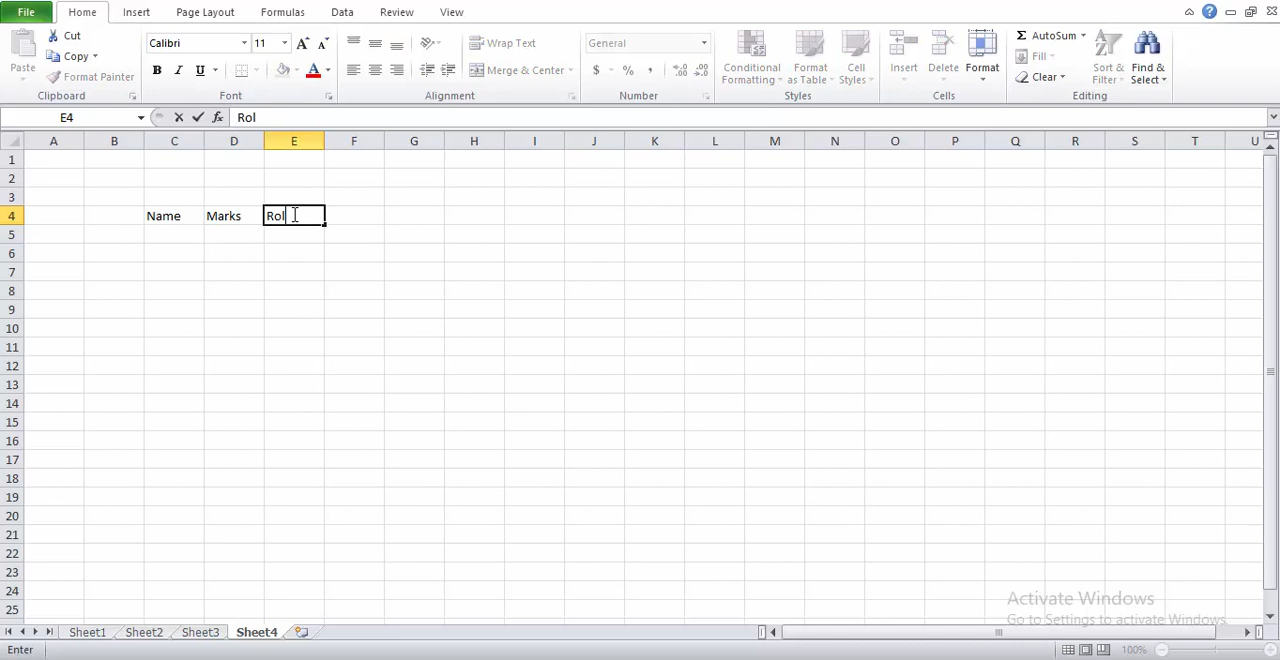 File Home Insert Page Layout Formulas Data Review View
Cut
Copy
Format Painter
Paste
Clipboard
Calibri 11
B I U A
Font
Wrap Text
Merge & Center
Alignment
General
$ % ,
Number
Conditional Formatting
Format as Table
Cell Styles
Styles
Insert Delete Format
Cells
Σ AutoSum
Fill
Clear
Sort & Filter
Find & Select
Editing
E4 fx Rol
A B C D E F G H I J K L M N O P Q R S T U
1
2
3
4 Name Marks Rol
5
6
7
8
9
10
11
12
13
14
15
16
17
18
19
20
21
22
23
24
25
Activate Windows
Go to Settings to activate Windows.
Sheet1 Sheet2 Sheet3 Sheet4
Enter 100%